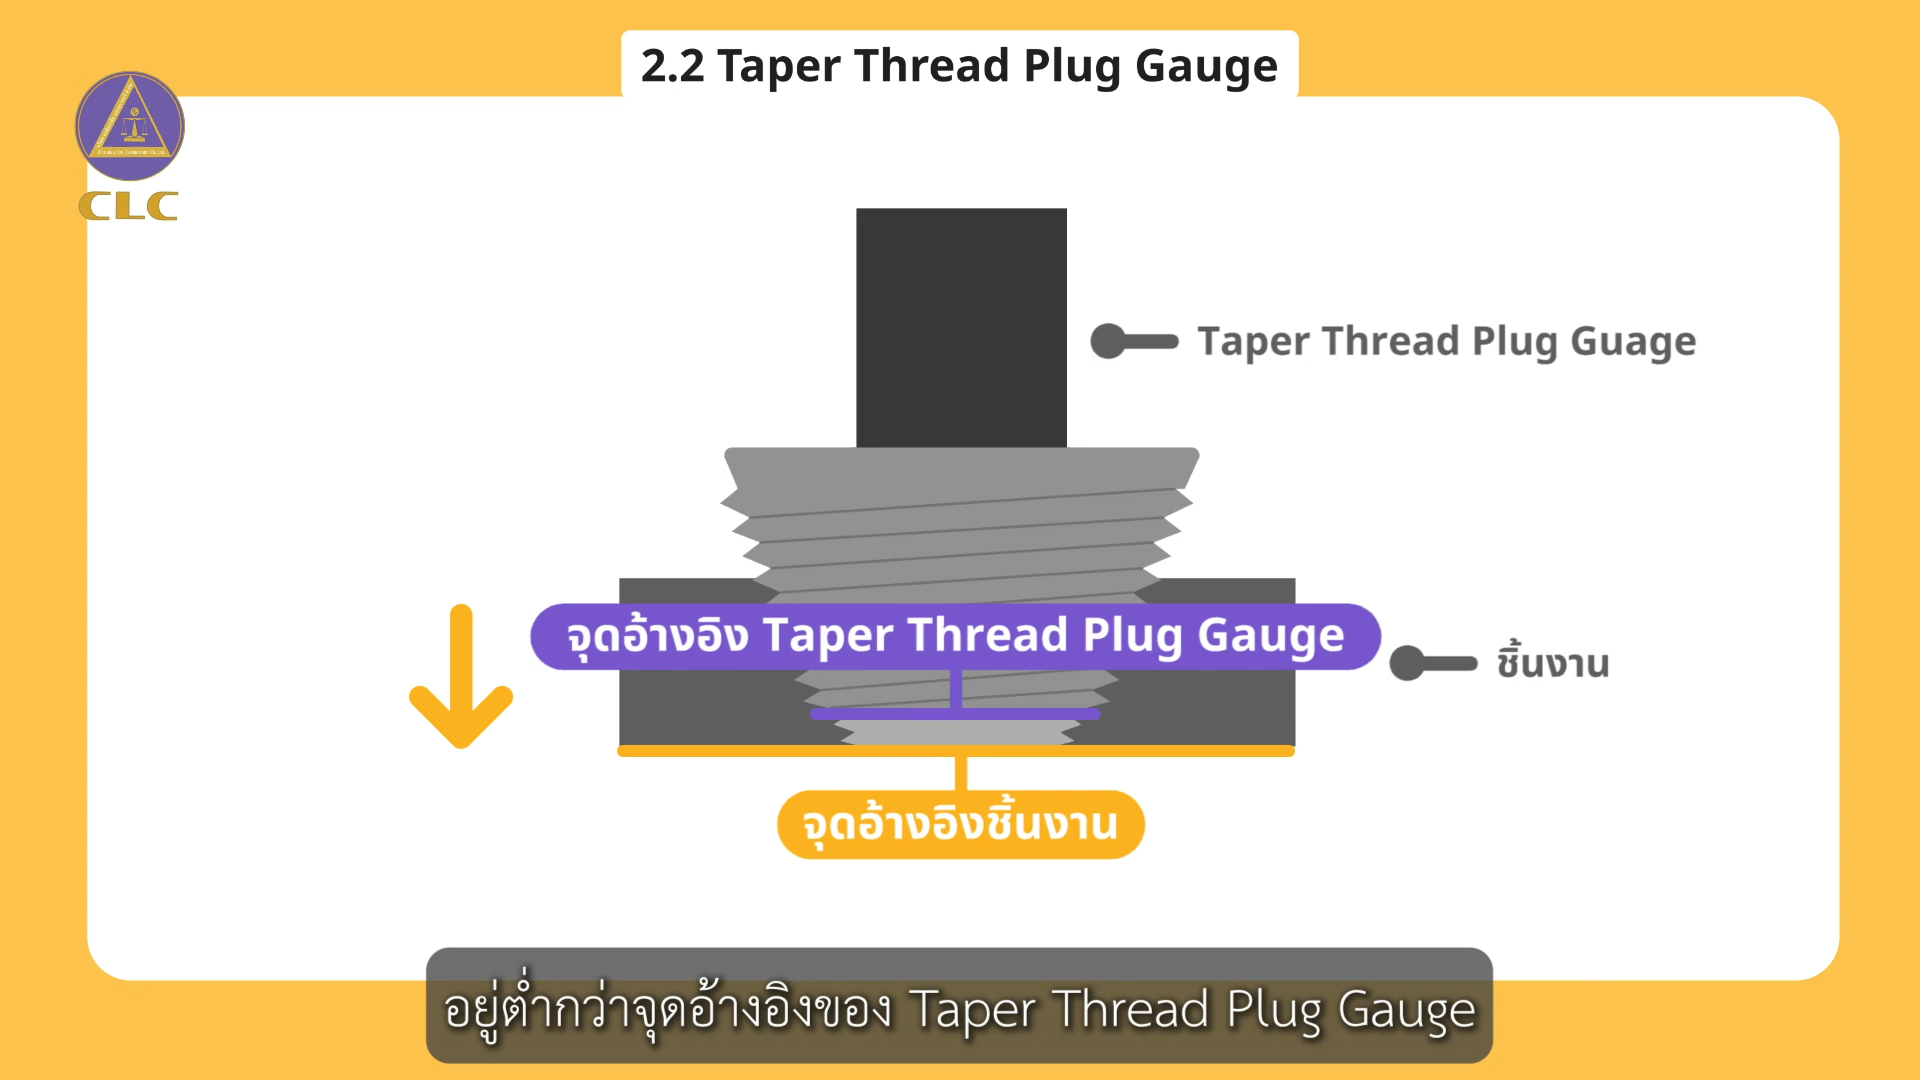 2.2 Taper Thread Plug Gauge
CLC
Taper Thread Plug Guage
จุดอ้างอิง Taper Thread Plug Gauge
ชิ้นงาน
จุดอ้างอิงชิ้นงาน
อยู่ต่ำกว่าจุดอ้างอิงของ Taper Thread Plug Gauge